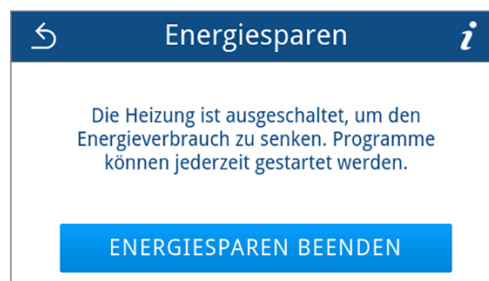 Energiesparen i
Die Heizung ist ausgeschaltet, um den
Energieverbrauch zu senken. Programme
können jederzeit gestartet werden.
ENERGIESPAREN BEENDEN